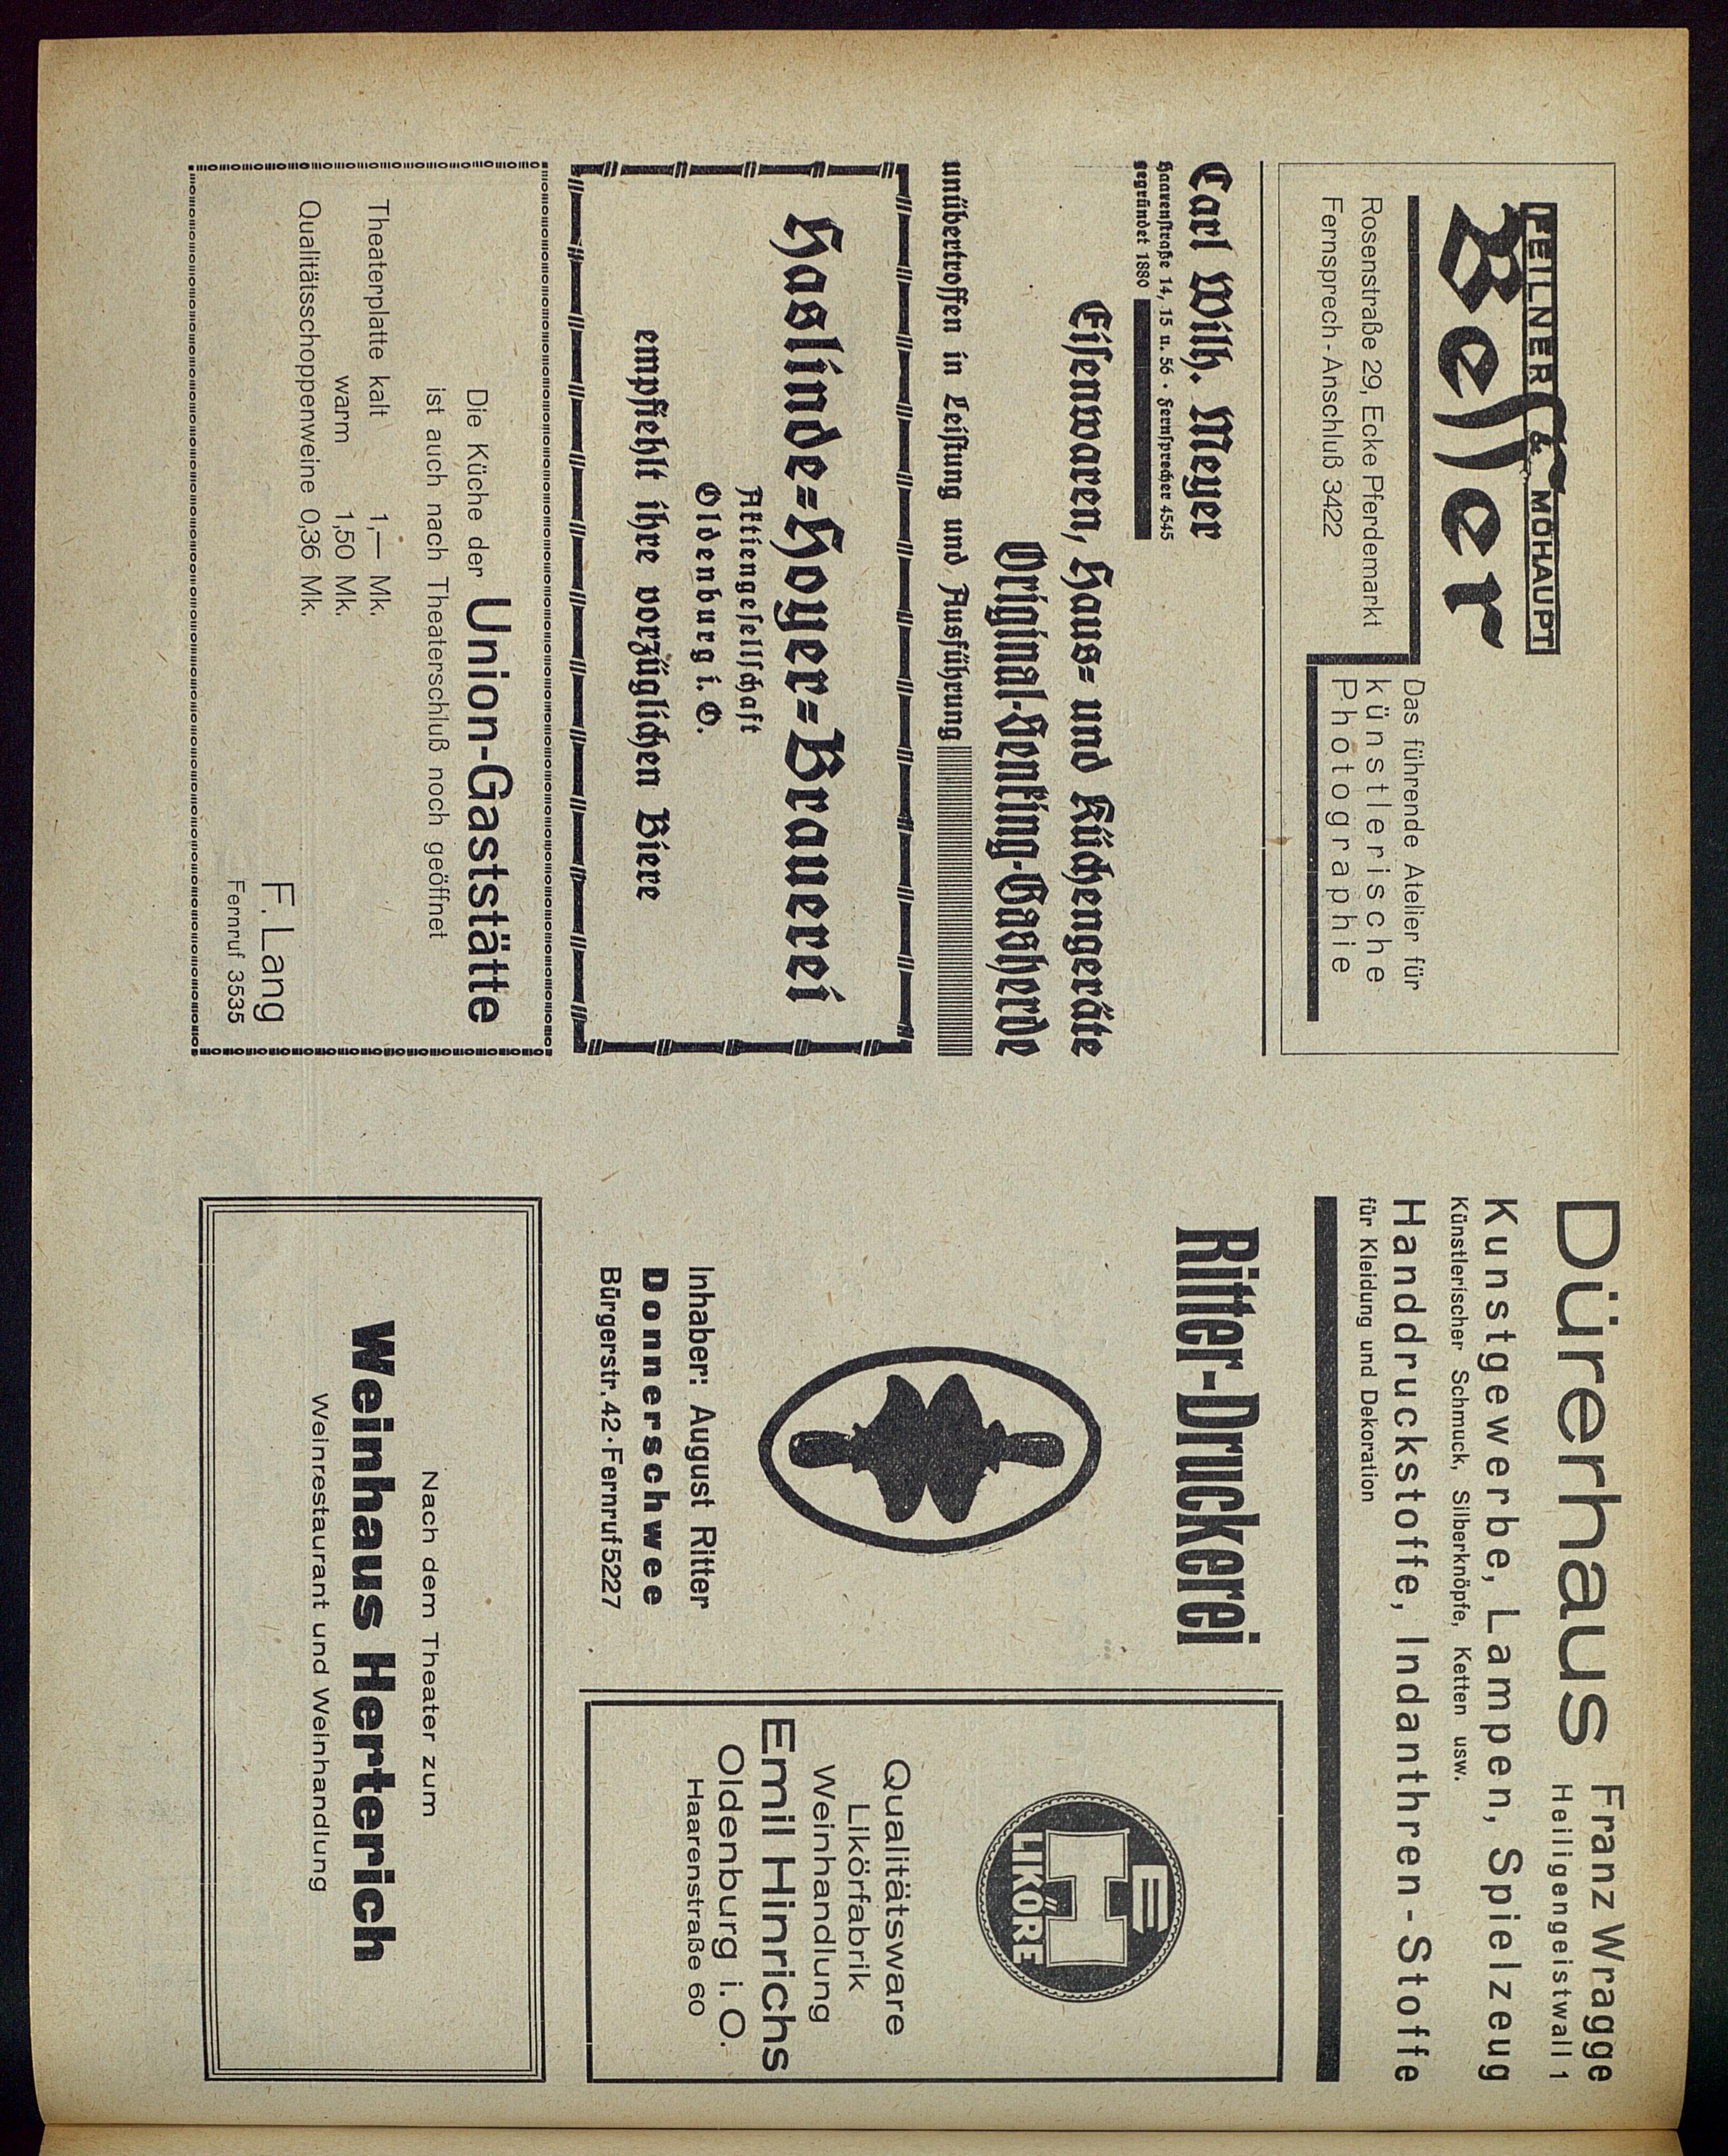 FEILNER & MOHAUPT
Besser
Rosenstraße 29, Ecke Pferdemarkt
Fernsprech-Anschluß 3422
Das führende Atelier für
künstlerische
Photographie
Carl Wilh. Meyer
Haarenstraße 14, 15 u. 56 · Fernsprecher 4545
gegründet 1880
Eisenwaren, Haus- und Küchengeräte
Original-Senking-Gasherde
unübertroffen in Leistung und Ausführung
Haslinde-Hoyer-Brauerei
Aktiengesellschaft
Oldenburg i. O.
empfiehlt ihre vorzüglichen Biere
Die Küche der Union-Gaststätte
ist auch nach Theaterschluß noch geöffnet
Theaterplatte kalt 1,— Mk.
warm 1,50 Mk.
Qualitätsschoppenweine 0,36 Mk.
F. Lang
Fernruf 3535
Dürerhaus Franz Wragge
Heiligengeistwall 1
Kunstgewerbe, Lampen, Spielzeug
Künstlerischer Schmuck, Silberknöpfe, Ketten usw.
Handdruckstoffe, Indanthren-Stoffe
für Kleidung und Dekoration
Ritter-Druckerei
Inhaber: August Ritter
Donnerschwee
Bürgerstr. 42 · Fernruf 5227
E
H
LIKÖRE
Qualitätsware
Likörfabrik
Weinhandlung
Emil Hinrichs
Oldenburg i. O.
Haarenstraße 60
Nach dem Theater zum
Weinhaus Herterich
Weinrestaurant und Weinhandlung